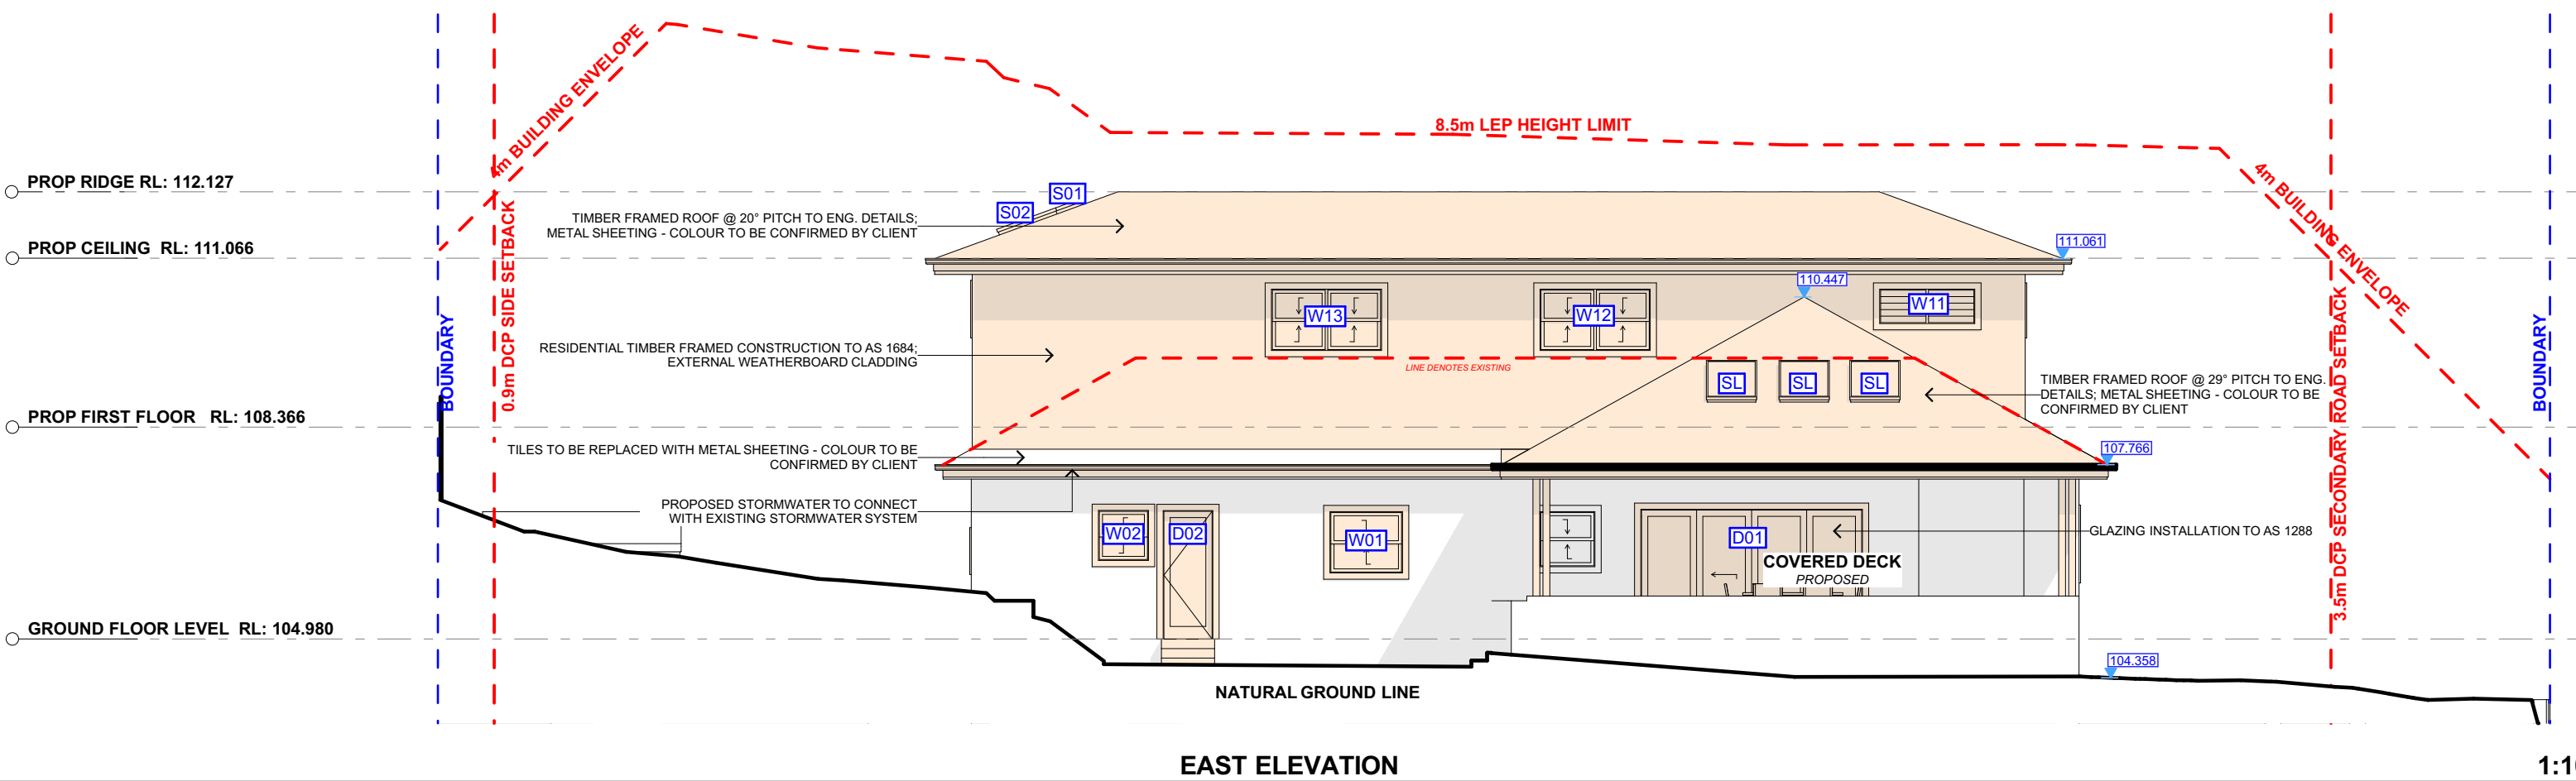 4m BUILDING ENVELOPE
8.5m LEP HEIGHT LIMIT
4m BUILDING ENVELOPE
PROP RIDGE RL: 112.127
PROP CEILING RL: 111.066
PROP FIRST FLOOR RL: 108.366
GROUND FLOOR LEVEL RL: 104.980
BOUNDARY
0.9m DCP SIDE SETBACK
S01
S02
TIMBER FRAMED ROOF @ 20° PITCH TO ENG. DETAILS;
METAL SHEETING - COLOUR TO BE CONFIRMED BY CLIENT
RESIDENTIAL TIMBER FRAMED CONSTRUCTION TO AS 1684;
EXTERNAL WEATHERBOARD CLADDING
TILES TO BE REPLACED WITH METAL SHEETING - COLOUR TO BE
CONFIRMED BY CLIENT
PROPOSED STORMWATER TO CONNECT
WITH EXISTING STORMWATER SYSTEM
111.061
110.447
W13
W12
W11
LINE DENOTES EXISTING
SL
SL
SL
TIMBER FRAMED ROOF @ 29° PITCH TO ENG.
DETAILS; METAL SHEETING - COLOUR TO BE
CONFIRMED BY CLIENT
107.766
W02
D02
W01
D01
COVERED DECK
PROPOSED
GLAZING INSTALLATION TO AS 1288
3.5m DCP SECONDARY ROAD SETBACK
BOUNDARY
104.358
NATURAL GROUND LINE
EAST ELEVATION